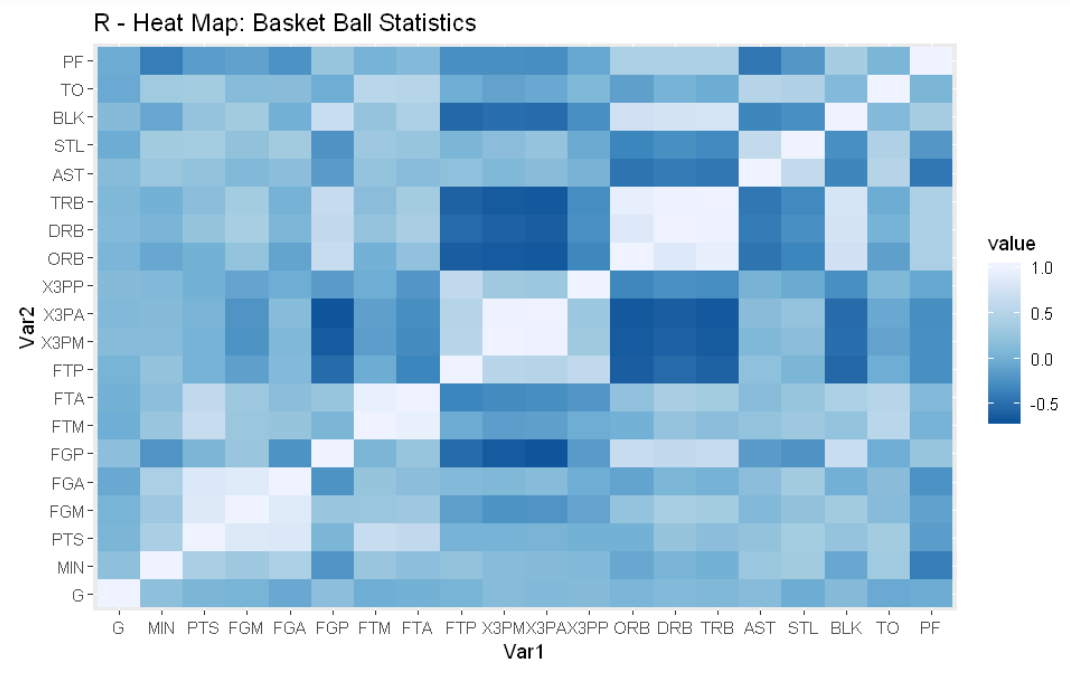 R - Heat Map: Basket Ball Statistics
PF
TO
BLK
STL
AST
TRB
DRB
ORB
X3PP
X3PA
X3PM
FTP
FTA
FTM
FGP
FGA
FGM
PTS
MIN
G
Var2
G MIN PTS FGM FGA FGP FTM FTA FTP X3PM X3PA X3PP ORB DRB TRB AST STL BLK TO PF
Var1
value
1.0
0.5
0.0
-0.5